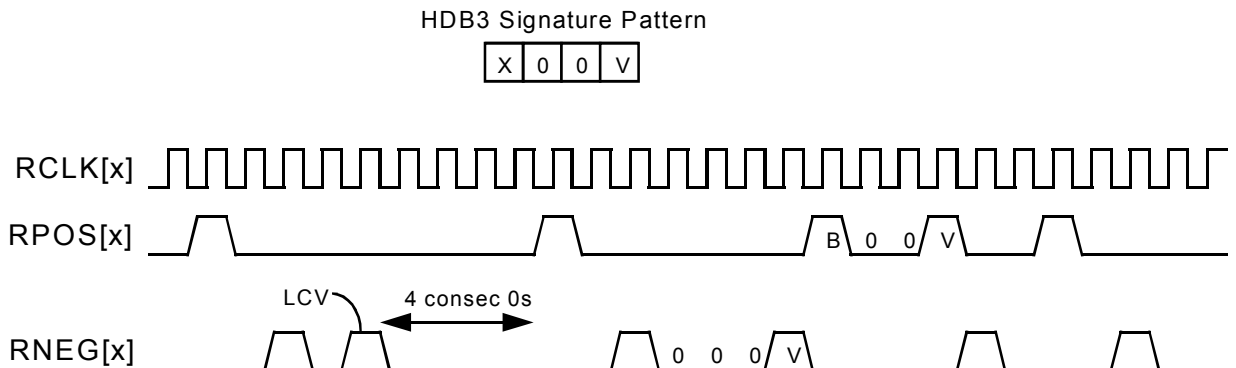 HDB3 Signature Pattern
X 0 0 V
RCLK[x]
RPOS[x]
B 0 0 V
LCV
4 consec 0s
RNEG[x]
0 0 0 V